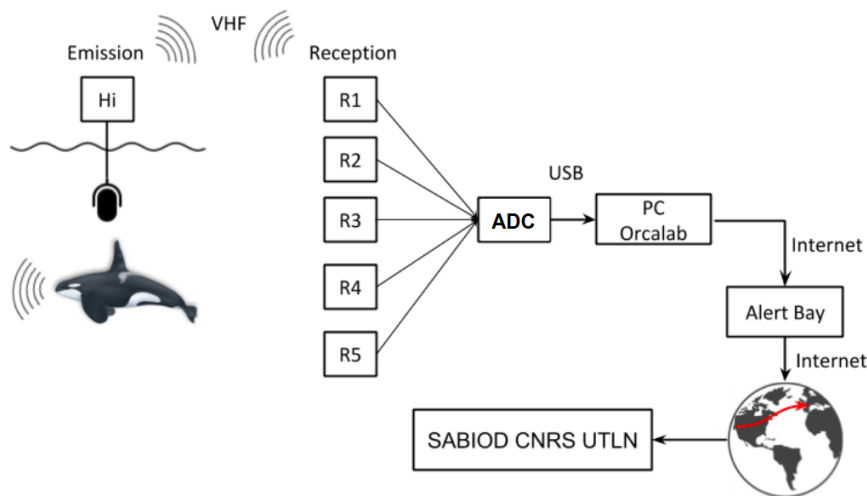 VHF
Emission
Reception
Hi
R1
R2
R3
R4
R5
ADC
USB
PC
Orcalab
Internet
Alert Bay
Internet
SABIOD CNRS UTLN